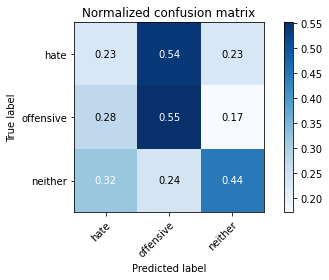 Normalized confusion matrix
True label
hate 0.23 0.54 0.23
offensive 0.28 0.55 0.17
neither 0.32 0.24 0.44
hate offensive neither
Predicted label
0.55
0.50
0.45
0.40
0.35
0.30
0.25
0.20